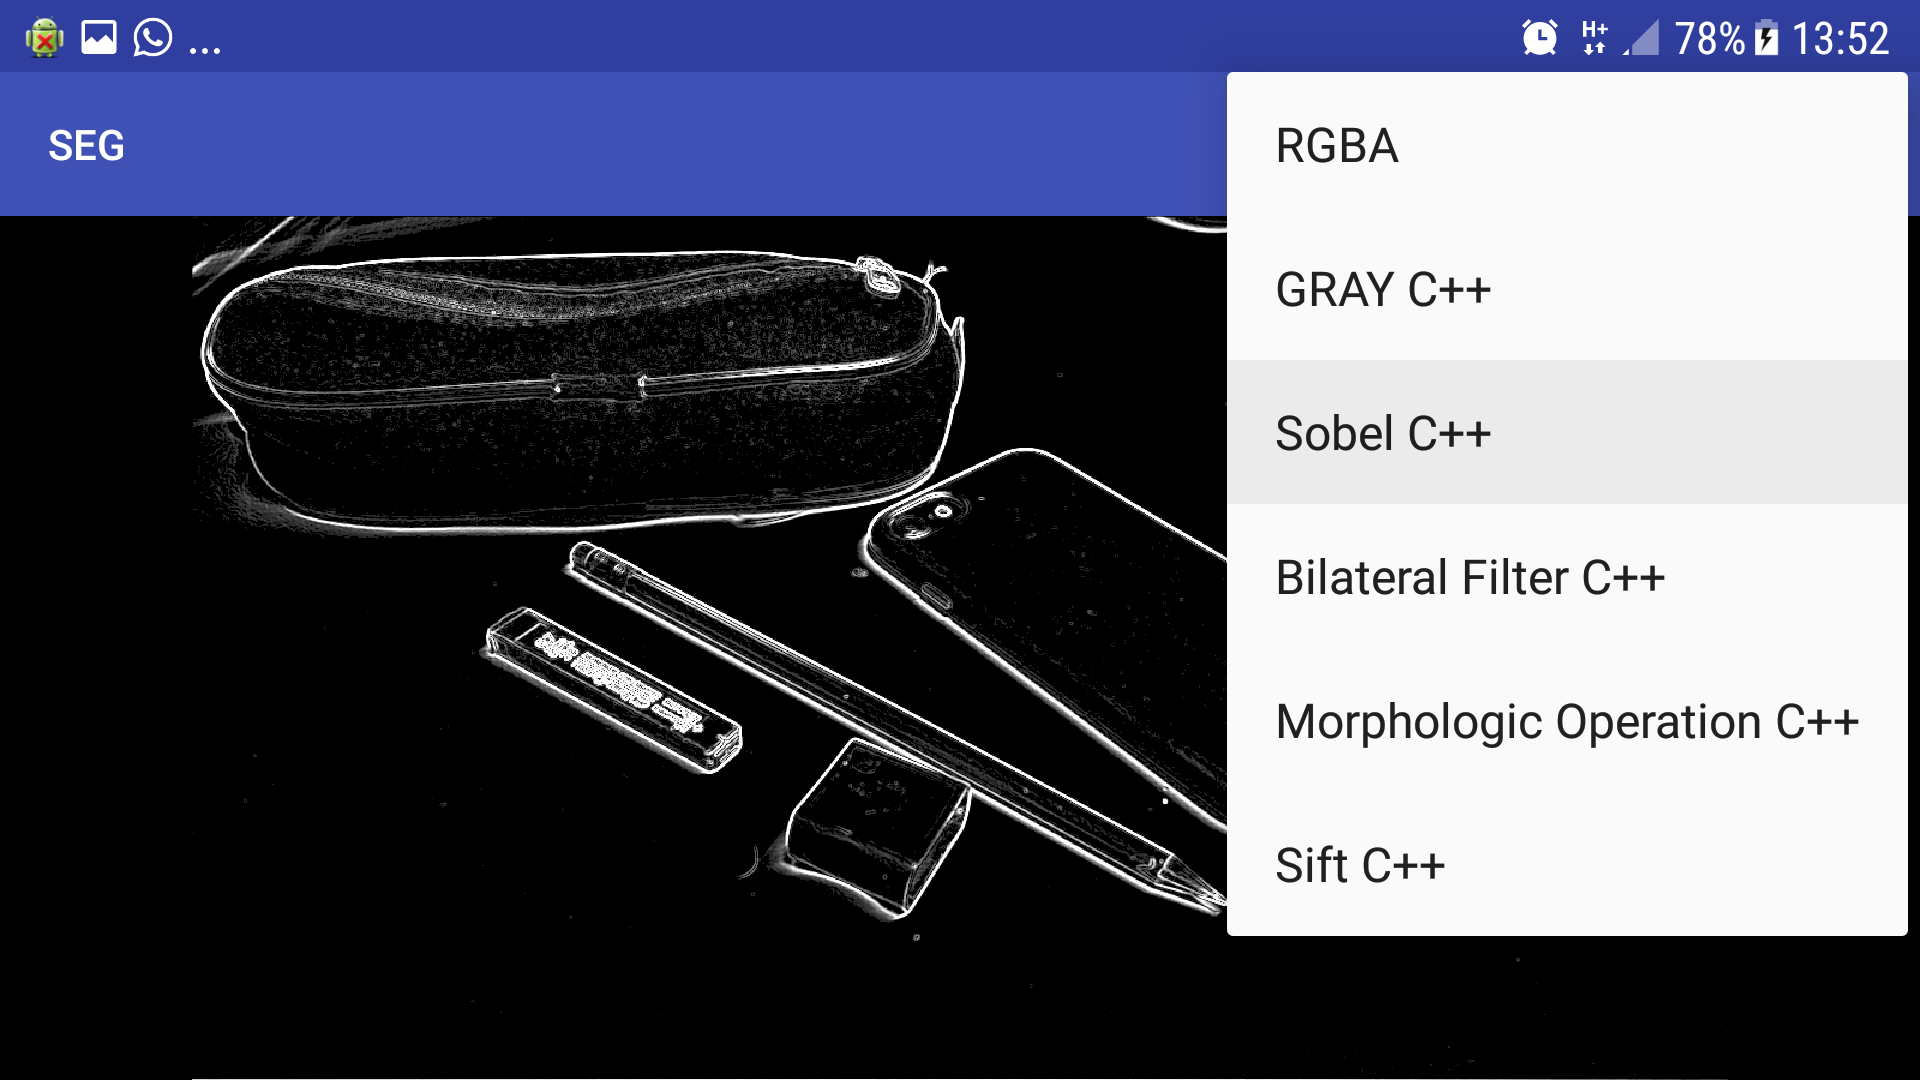 ... H+ 78% 13:52
SEG
RGBA
GRAY C++
Sobel C++
Bilateral Filter C++
Morphologic Operation C++
Sift C++